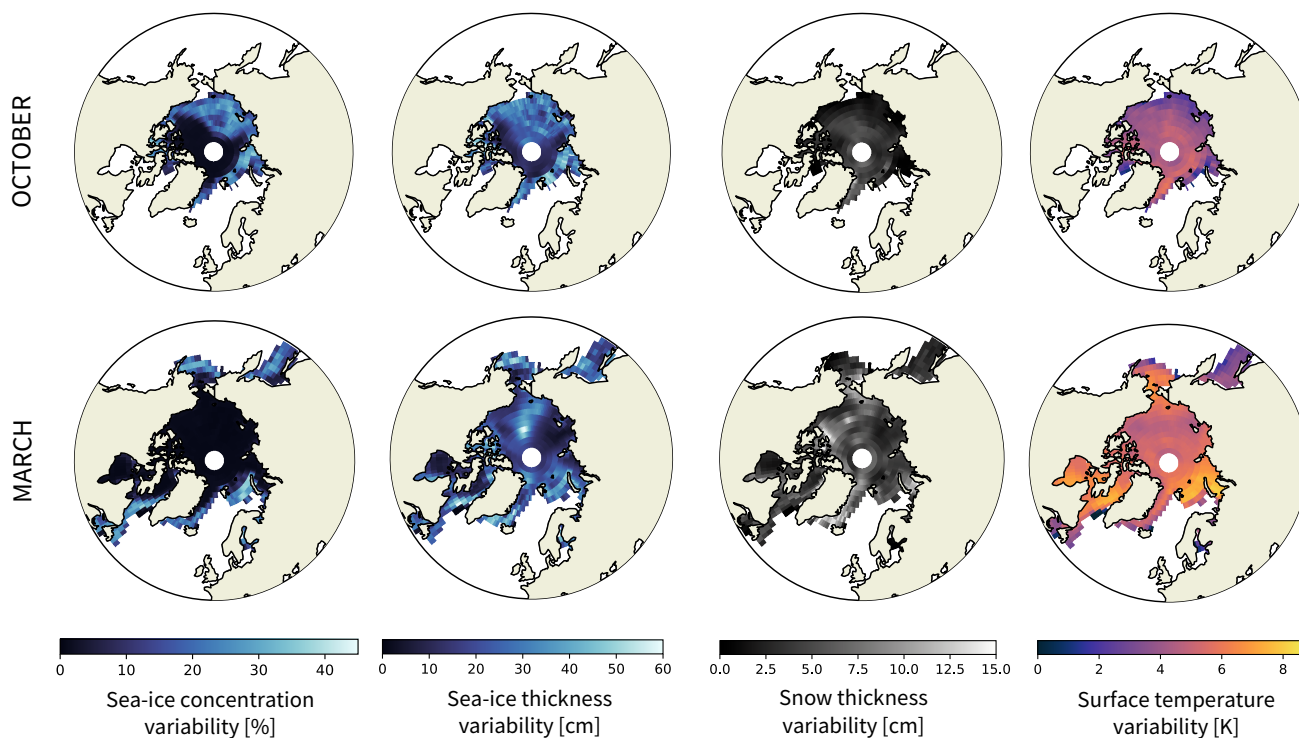 OCTOBER
MARCH
0 10 20 30 40
0 10 20 30 40 50 60
0.0 2.5 5.0 7.5 10.0 12.5 15.0
0 2 4 6 8
Sea-ice concentration
variability [%]
Sea-ice thickness
variability [cm]
Snow thickness
variability [cm]
Surface temperature
variability [K]